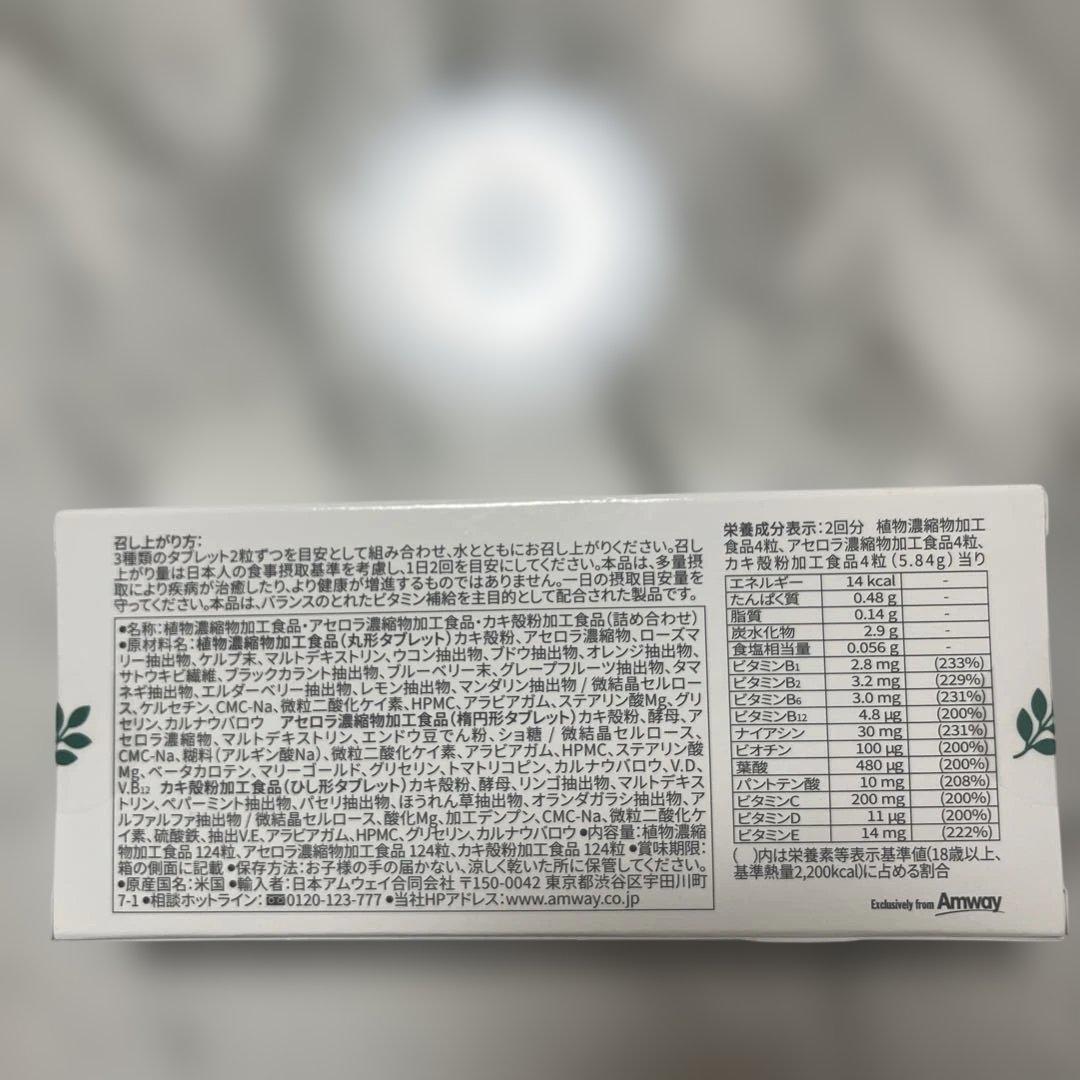 召し上がり方:
3種類のタブレット2粒ずつを目安として組み合わせ、水とともにお召し上がりください。召し
上がり量は日本人の食事摂取基準を考慮し、1日2回を目安にしてください。本品は、多量摂
取により疾病が治癒したり、より健康が増進するものではありません。一日の摂取目安量を
守ってください。本品は、バランスのとれたビタミン補給を主目的として配合された製品です。
●名称:植物濃縮物加工食品・アセロラ濃縮物加工食品・カキ殻粉加工食品(詰め合わせ)
●原材料名:植物濃縮物加工食品(丸形タブレット)カキ殻粉、アセロラ濃縮物、ローズマ
リー抽出物、ケルプ末、マルトデキストリン、ウコン抽出物、ブドウ抽出物、オレンジ抽出物、
サトウキビ繊維、ブラックカラント抽出物、ブルーベリー末、グレープフルーツ抽出物、タマ
ネギ抽出物、エルダーベリー抽出物、レモン抽出物、マンダリン抽出物 / 微結晶セルロー
ス、ケルセチン、CMC-Na、微粒二酸化ケイ素、HPMC、アラビアガム、ステアリン酸Mg、グリ
セリン、カルナウバロウ アセロラ濃縮物加工食品(楕円形タブレット)カキ殻粉、酵母、ア
セロラ濃縮物、マルトデキストリン、エンドウ豆でん粉、ショ糖 / 微結晶セルロース、
CMC-Na、糊料(アルギン酸Na)、微粒二酸化ケイ素、アラビアガム、HPMC、ステアリン酸
Mg、ベータカロテン、マリーゴールド、グリセリン、トマトリコピン、カルナウバロウ、V.D、
V.B₁₂ カキ殻粉加工食品(ひし形タブレット)カキ殻粉、酵母、リンゴ抽出物、マルトデキス
トリン、ペパーミント抽出物、パセリ抽出物、ほうれん草抽出物、オランダガラシ抽出物、ア
ルファルファ抽出物 / 微結晶セルロース、酸化Mg、加工デンプン、CMC-Na、微粒二酸化ケ
イ素、硫酸鉄、抽出V.E、アラビアガム、HPMC、グリセリン、カルナウバロウ ●内容量:植物濃縮
物加工食品 124粒、アセロラ濃縮物加工食品 124粒、カキ殻粉加工食品 124粒 ●賞味期限:
箱の側面に記載 ●保存方法:お子様の手の届かない、涼しく乾いた所に保管してください。
●原産国名:米国 ●輸入者:日本アムウェイ合同会社 〒150-0042 東京都渋谷区宇田川町
7-1 ●相談ホットライン: 0120-123-777 ●当社HPアドレス:www.amway.co.jp
栄養成分表示:2回分 植物濃縮物加工
食品4粒、アセロラ濃縮物加工食品4粒、
カキ殻粉加工食品4粒 (5.84g) 当り
エネルギー 14 kcal -
たんぱく質 0.48 g -
脂質 0.14 g -
炭水化物 2.9 g -
食塩相当量 0.056 g -
ビタミンB₁ 2.8 mg (233%)
ビタミンB₂ 3.2 mg (229%)
ビタミンB₆ 3.0 mg (231%)
ビタミンB₁₂ 4.8 μg (200%)
ナイアシン 30 mg (231%)
ビオチン 100 μg (200%)
葉酸 480 μg (200%)
パントテン酸 10 mg (208%)
ビタミンC 200 mg (200%)
ビタミンD 11 μg (200%)
ビタミンE 14 mg (222%)
( )内は栄養素等表示基準値(18歳以上、
基準熱量2,200kcal)に占める割合
Exclusively from Amway